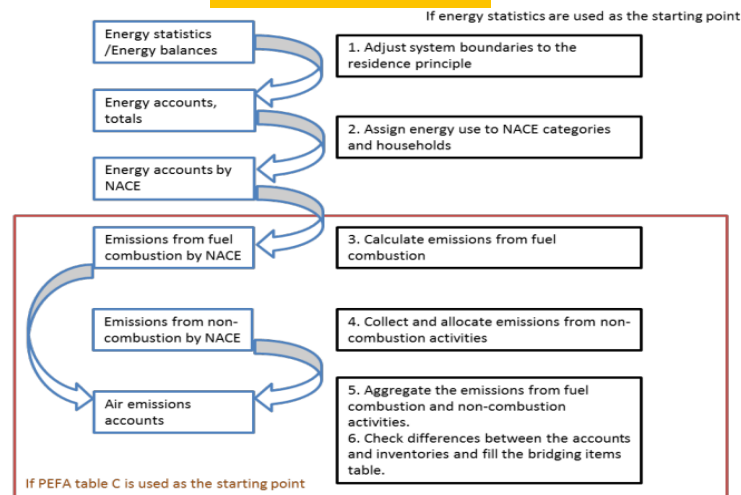 If energy statistics are used as the starting point
Energy statistics
/Energy balances
1. Adjust system boundaries to the
residence principle
Energy accounts,
totals
2. Assign energy use to NACE categories
and households
Energy accounts by
NACE
Emissions from fuel
combustion by NACE
3. Calculate emissions from fuel
combustion
Emissions from non-
combustion by NACE
4. Collect and allocate emissions from non-
combustion activities
Air emissions
accounts
5. Aggregate the emissions from fuel
combustion and non-combustion
activities.
6. Check differences between the accounts
and inventories and fill the bridging items
table.
If PEFA table C is used as the starting point